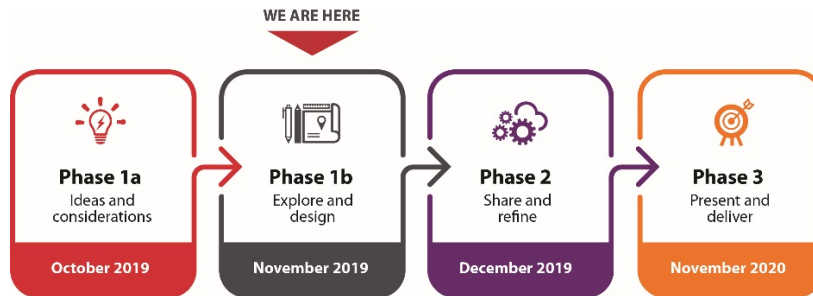 WE ARE HERE
Phase 1a
Ideas and
considerations
October 2019
Phase 1b
Explore and
design
November 2019
Phase 2
Share and
refine
December 2019
Phase 3
Present and
deliver
November 2020